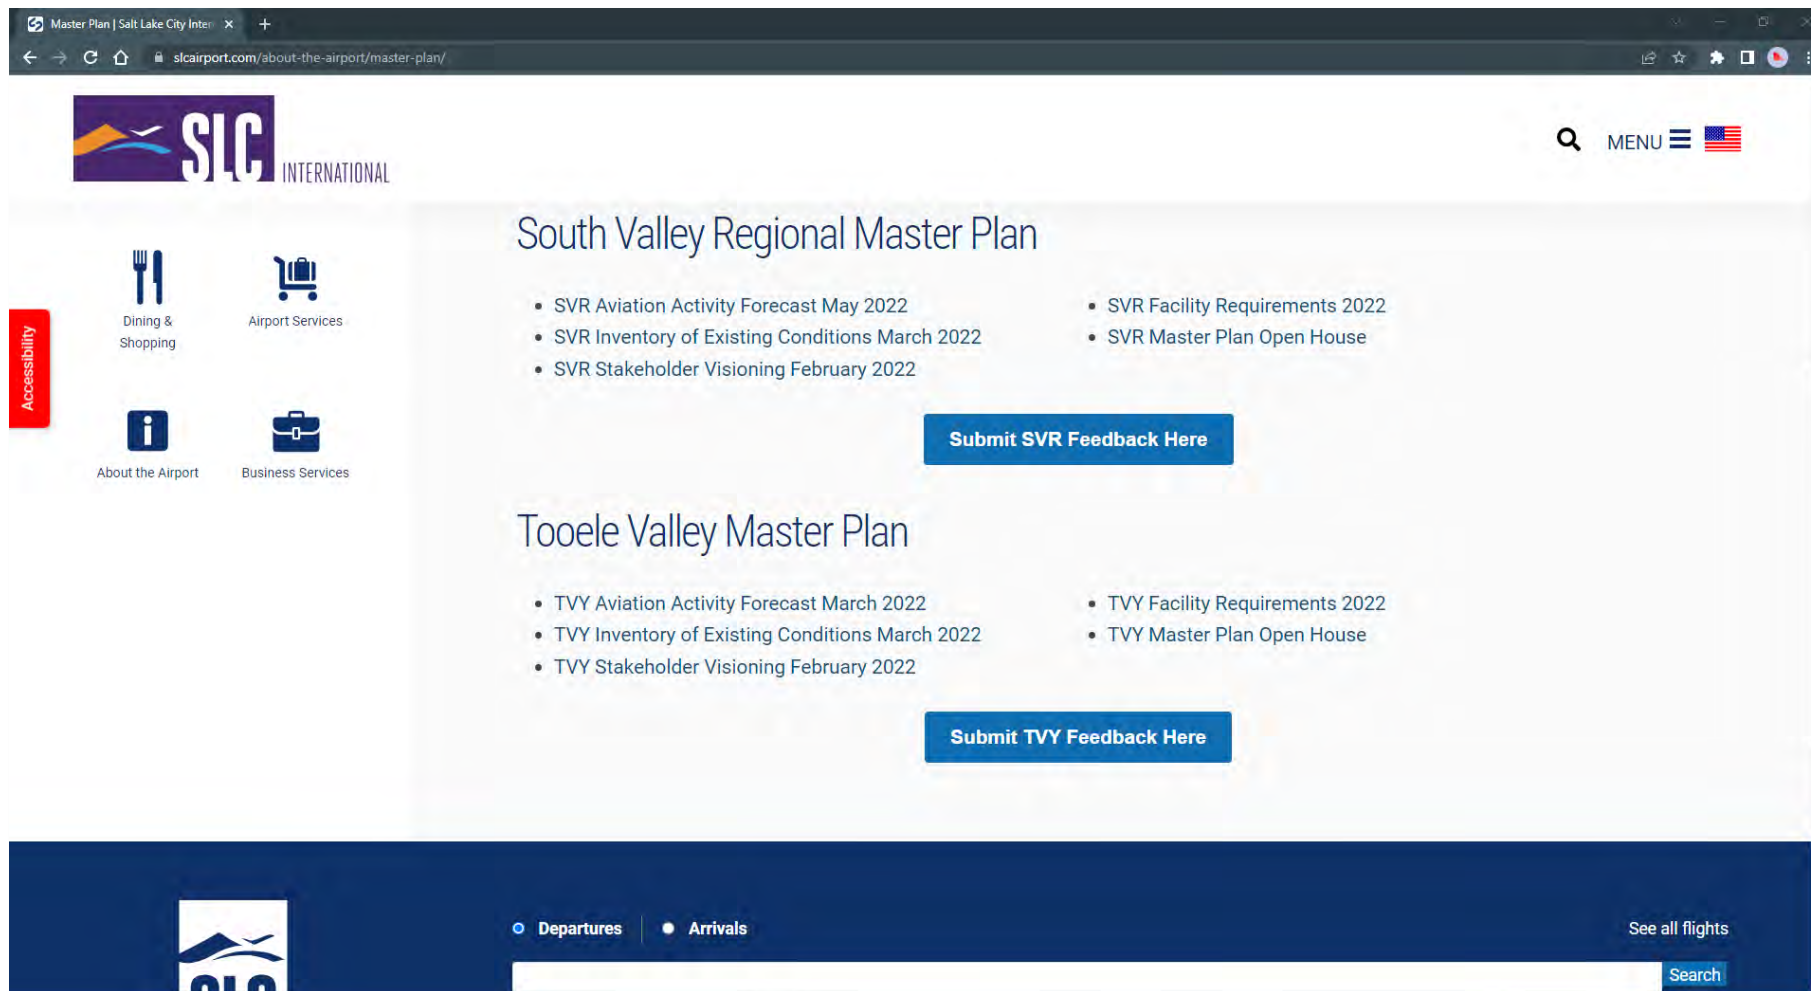 Master Plan | Salt Lake City Inter
slcairport.com/about-the-airport/master-plan/
SLC INTERNATIONAL
MENU
Dining &
Shopping
Airport Services
Accessibility
About the Airport
Business Services
South Valley Regional Master Plan
SVR Aviation Activity Forecast May 2022
SVR Inventory of Existing Conditions March 2022
SVR Stakeholder Visioning February 2022
SVR Facility Requirements 2022
SVR Master Plan Open House
Submit SVR Feedback Here
Tooele Valley Master Plan
TVY Aviation Activity Forecast March 2022
TVY Inventory of Existing Conditions March 2022
TVY Stakeholder Visioning February 2022
TVY Facility Requirements 2022
TVY Master Plan Open House
Submit TVY Feedback Here
SLC
Departures
Arrivals
See all flights
Search